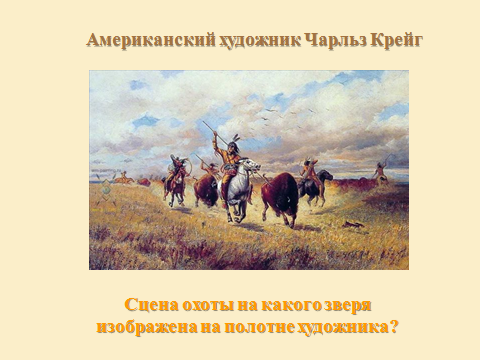 Американский художник Чарльз Крейг
Сцена охоты на какого зверя
изображена на полотне художника?